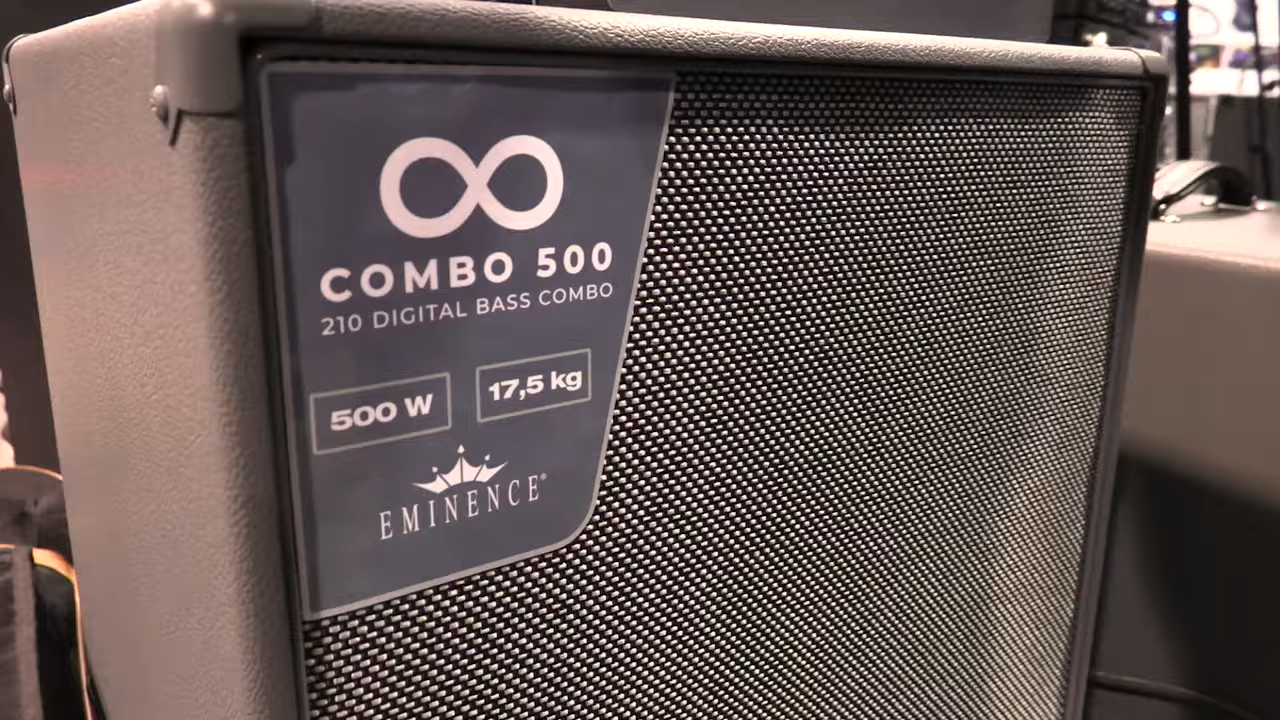 COMBO 500
210 DIGITAL BASS COMBO
500 W
17,5 kg
EMINENCE®